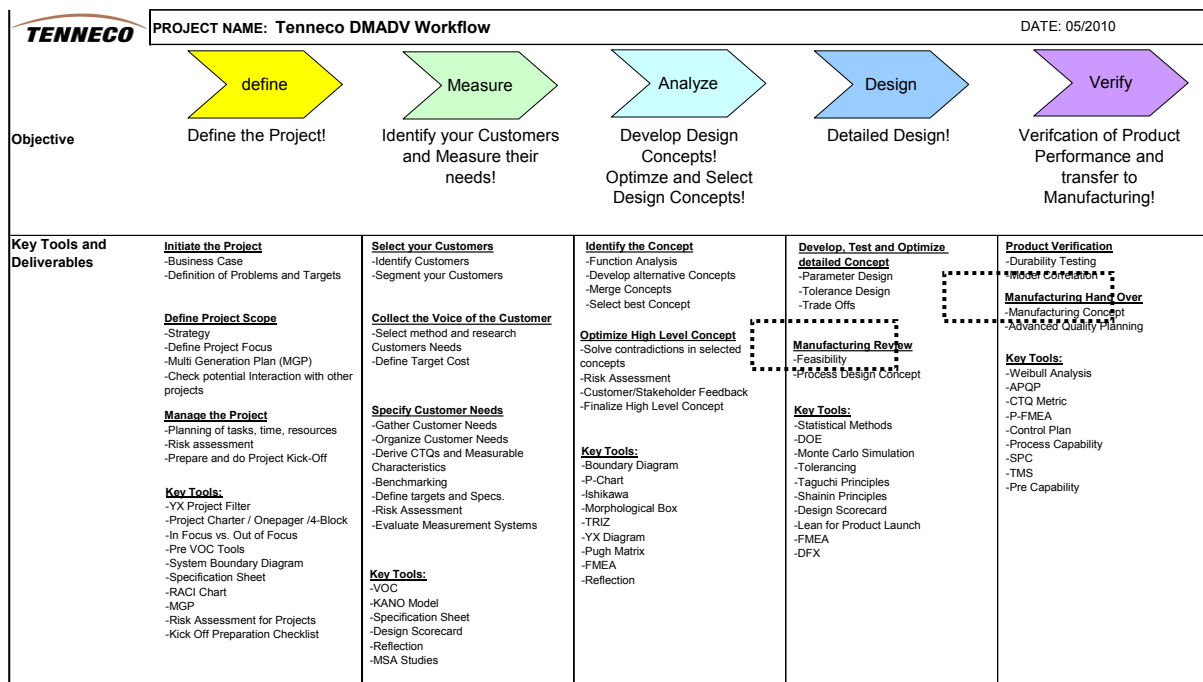 TENNECO
PROJECT NAME: Tenneco DMADV Workflow
DATE: 05/2010
define
Measure
Analyze
Design
Verify
Objective
Define the Project!
Identify your Customers
and Measure their
needs!
Develop Design
Concepts!
Optimze and Select
Design Concepts!
Detailed Design!
Verifcation of Product
Performance and
transfer to
Manufacturing!
Key Tools and
Deliverables
Initiate the Project
-Business Case
-Definition of Problems and Targets
Define Project Scope
-Strategy
-Define Project Focus
-Multi Generation Plan (MGP)
-Check potential Interaction with other
projects
Manage the Project
-Planning of tasks, time, resources
-Risk assessment
-Prepare and do Project Kick-Off
Key Tools:
-YX Project Filter
-Project Charter / Onepager /4-Block
-In Focus vs. Out of Focus
-Pre VOC Tools
-System Boundary Diagram
-Specification Sheet
-RACI Chart
-MGP
-Risk Assessment for Projects
-Kick Off Preparation Checklist
Select your Customers
-Identify Customers
-Segment your Customers
Collect the Voice of the Customer
-Select method and research
Customers Needs
-Define Target Cost
Specify Customer Needs
-Gather Customer Needs
-Organize Customer Needs
-Derive CTQs and Measurable
Characteristics
-Benchmarking
-Define targets and Specs.
-Risk Assessment
-Evaluate Measurement Systems
Key Tools:
-VOC
-KANO Model
-Specification Sheet
-Design Scorecard
-Reflection
-MSA Studies
Identify the Concept
-Function Analysis
-Develop alternative Concepts
-Merge Concepts
-Select best Concept
Optimize High Level Concept
-Solve contradictions in selected
concepts
-Risk Assessment
-Customer/Stakeholder Feedback
-Finalize High Level Concept
Key Tools:
-Boundary Diagram
-P-Chart
-Ishikawa
-Morphological Box
-TRIZ
-YX Diagram
-Pugh Matrix
-FMEA
-Reflection
Develop, Test and Optimize
detailed Concept
-Parameter Design
-Tolerance Design
-Trade Offs
Manufacturing Review
-Feasibility
-Process Design Concept
Key Tools:
-Statistical Methods
-DOE
-Monte Carlo Simulation
-Tolerancing
-Taguchi Principles
-Shainin Principles
-Design Scorecard
-Lean for Product Launch
-FMEA
-DFX
Product Verification
-Durability Testing
-Model Correlation
Manufacturing Hand Over
-Manufacturing Concept
-Advanced Quality Planning
Key Tools:
-Weibull Analysis
-APQP
-CTQ Metric
-P-FMEA
-Control Plan
-Process Capability
-SPC
-TMS
-Pre Capability